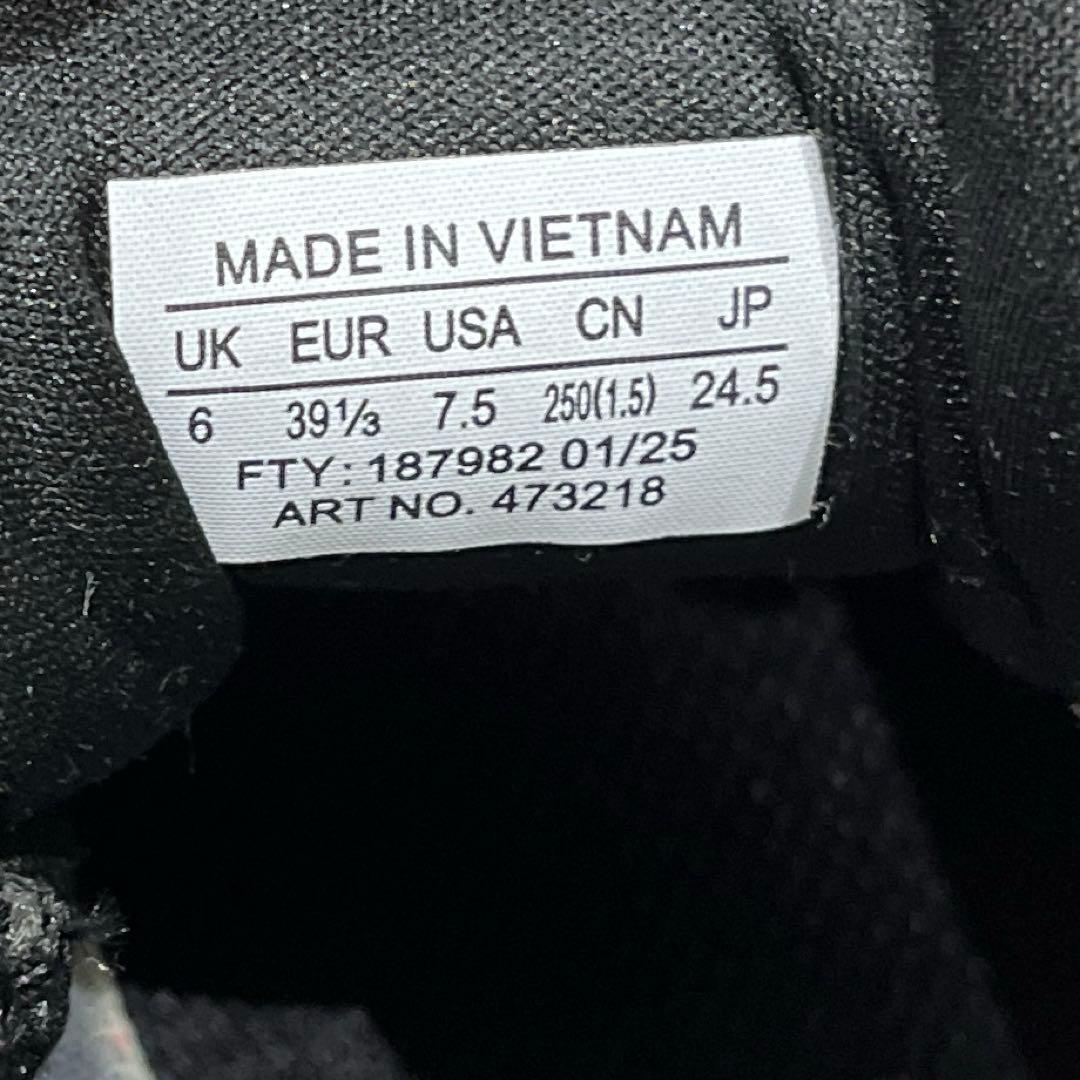 MADE IN VIETNAM
UK EUR USA CN JP
6 39⅓ 7.5 250(1.5) 24.5
FTY: 187982 01/25
ART NO. 473218